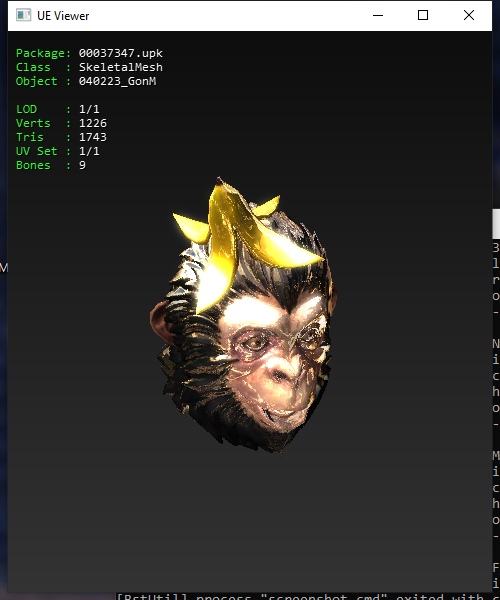 UE Viewer
Package: 00037347.upk
Class  : SkeletalMesh
Object : 040223_GonM
LOD    : 1/1
Verts  : 1226
Tris   : 1743
UV Set : 1/1
Bones  : 9
M
3
l
r
o
-
N
i
c
h
o
-
M
i
c
h
o
-
F
i